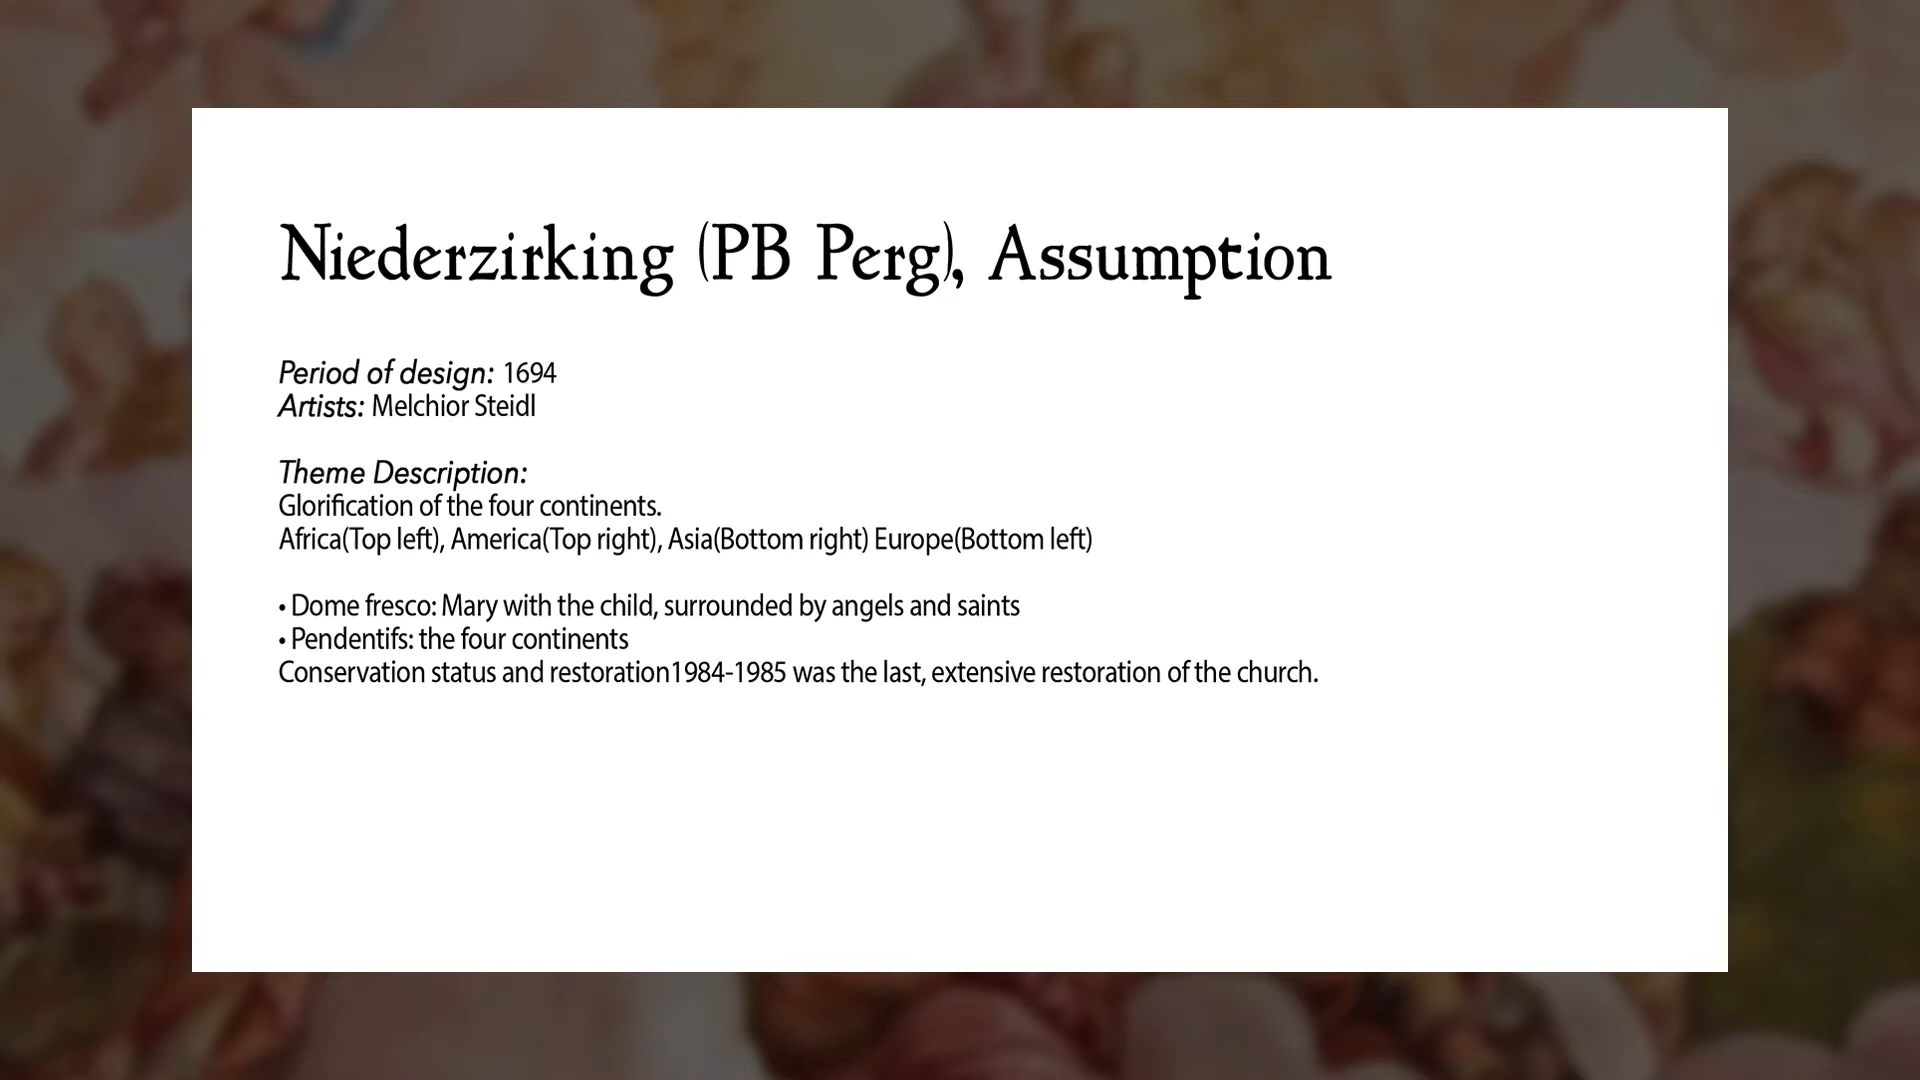 Niederzirking (PB Perg), Assumption
Period of design: 1694
Artists: Melchior Steidl
Theme Description:
Glorification of the four continents.
Africa(Top left), America(Top right), Asia(Bottom right) Europe(Bottom left)
• Dome fresco: Mary with the child, surrounded by angels and saints
• Pendentifs: the four continents
Conservation status and restoration1984-1985 was the last, extensive restoration of the church.